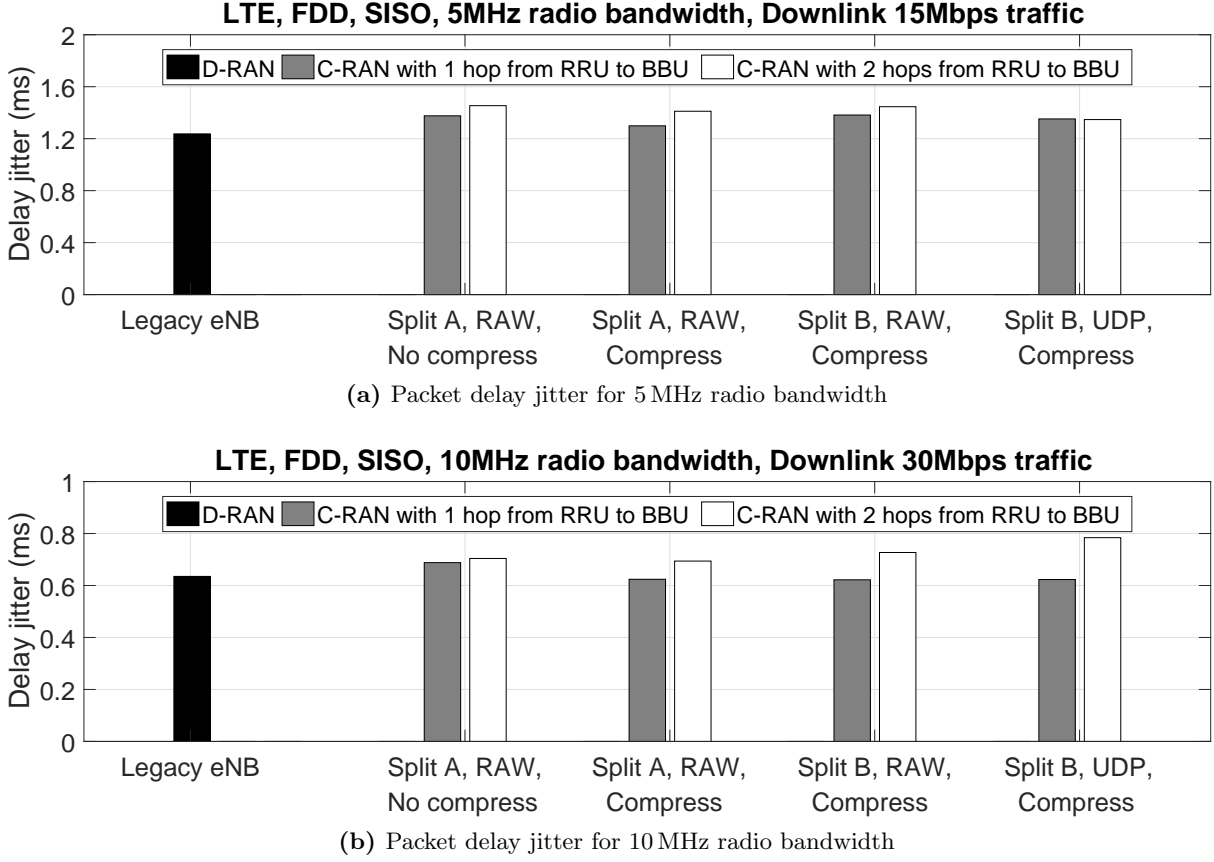 LTE, FDD, SISO, 5MHz radio bandwidth, Downlink 15Mbps traffic
2
1.6
1.2
0.8
0.4
0
Delay jitter (ms)
D-RAN C-RAN with 1 hop from RRU to BBU C-RAN with 2 hops from RRU to BBU
Legacy eNB Split A, RAW, Split A, RAW, Split B, RAW, Split B, UDP,
No compress Compress Compress Compress
(a) Packet delay jitter for 5 MHz radio bandwidth
LTE, FDD, SISO, 10MHz radio bandwidth, Downlink 30Mbps traffic
1
0.8
0.6
0.4
0.2
0
Delay jitter (ms)
D-RAN C-RAN with 1 hop from RRU to BBU C-RAN with 2 hops from RRU to BBU
Legacy eNB Split A, RAW, Split A, RAW, Split B, RAW, Split B, UDP,
No compress Compress Compress Compress
(b) Packet delay jitter for 10 MHz radio bandwidth